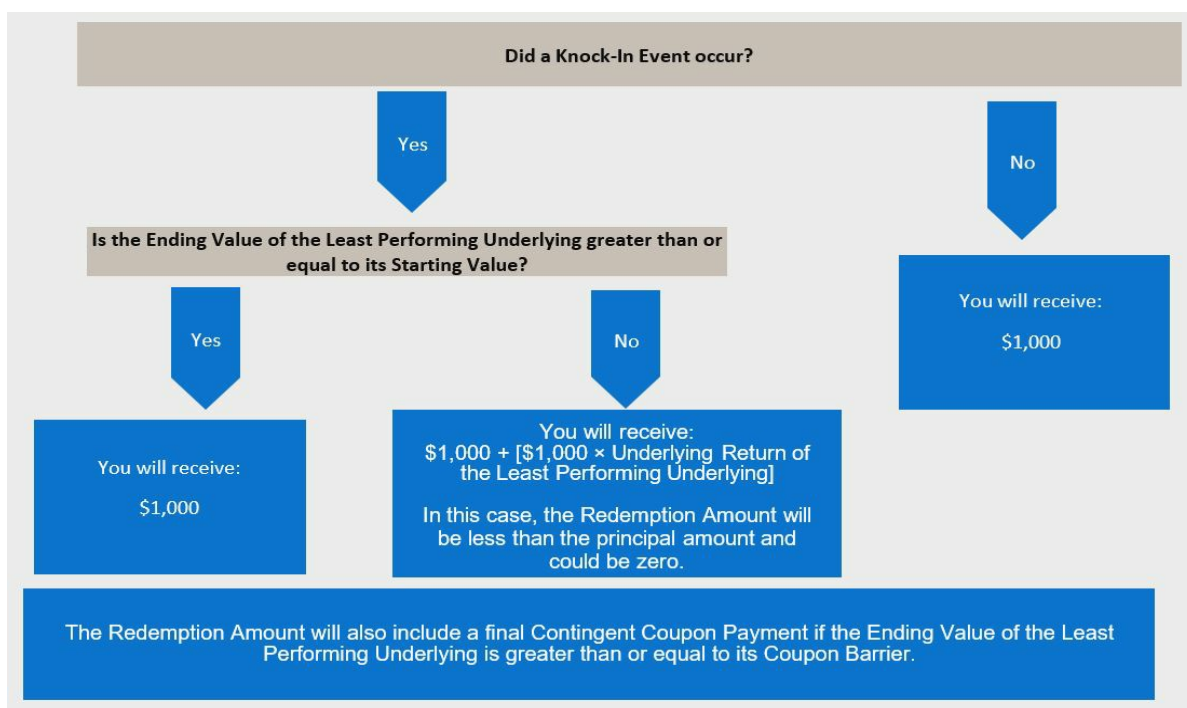 Did a Knock-In Event occur?
Yes
No
Is the Ending Value of the Least Performing Underlying greater than or
equal to its Starting Value?
You will receive:
$1,000
Yes
No
You will receive:
$1,000
You will receive:
$1,000 + [$1,000 × Underlying Return of
the Least Performing Underlying]
In this case, the Redemption Amount will
be less than the principal amount and
could be zero.
The Redemption Amount will also include a final Contingent Coupon Payment if the Ending Value of the Least
Performing Underlying is greater than or equal to its Coupon Barrier.